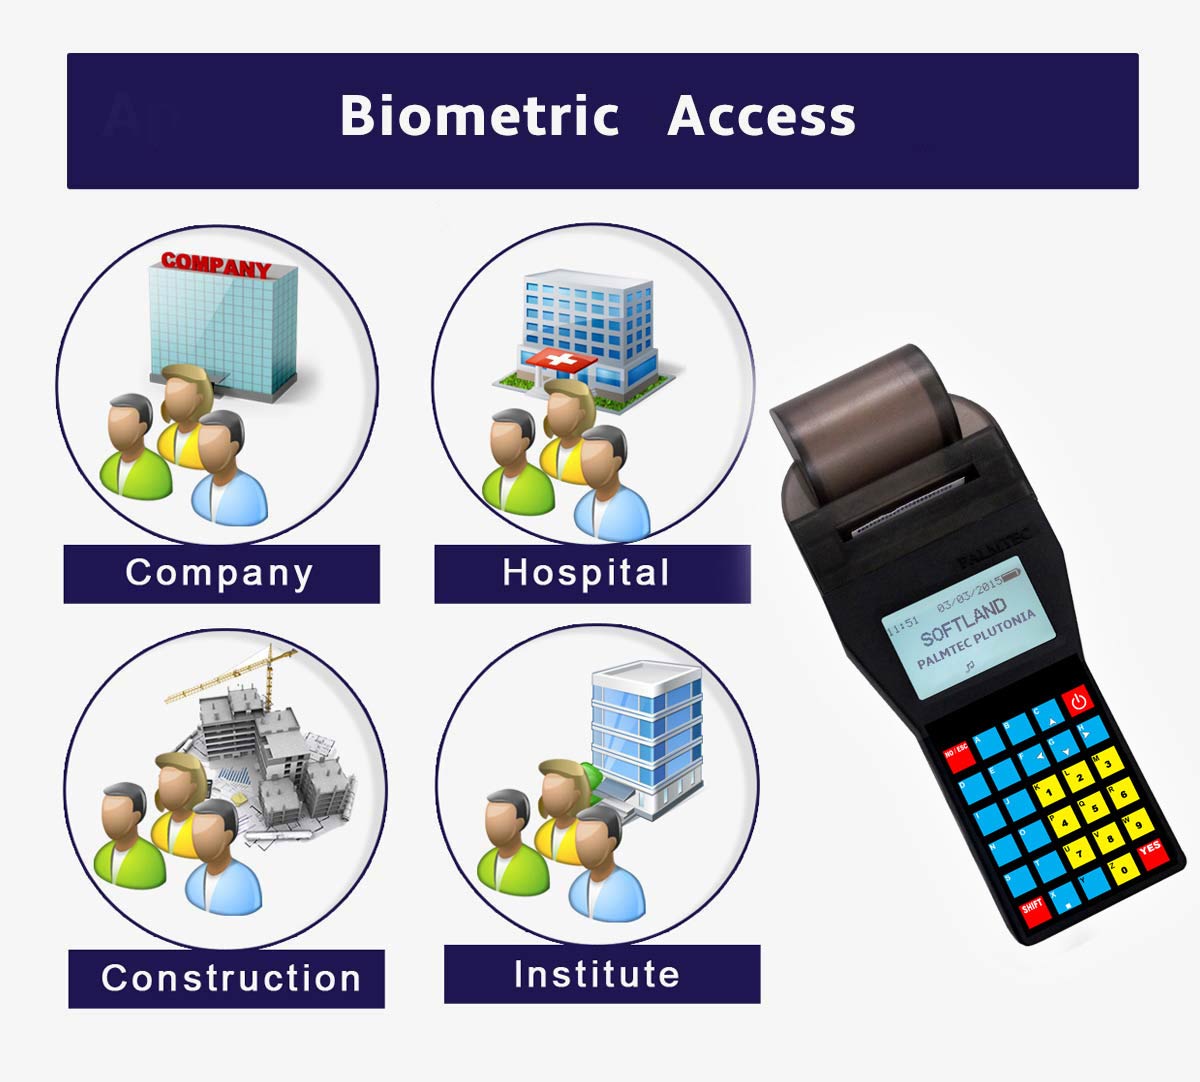 Biometric Access
COMPANY
Company
Hospital
PALMTEC
11:51 03/03/2015
SOFTLAND
PALMTEC PLUTONIA
NO / ESC A B C
D E G H
I J K 1 L 2 M 3
N O P 4 Q 5 R 6
S T U 7 V 8 W 9
SHIFT X Y Z 0 YES
Construction
Institute